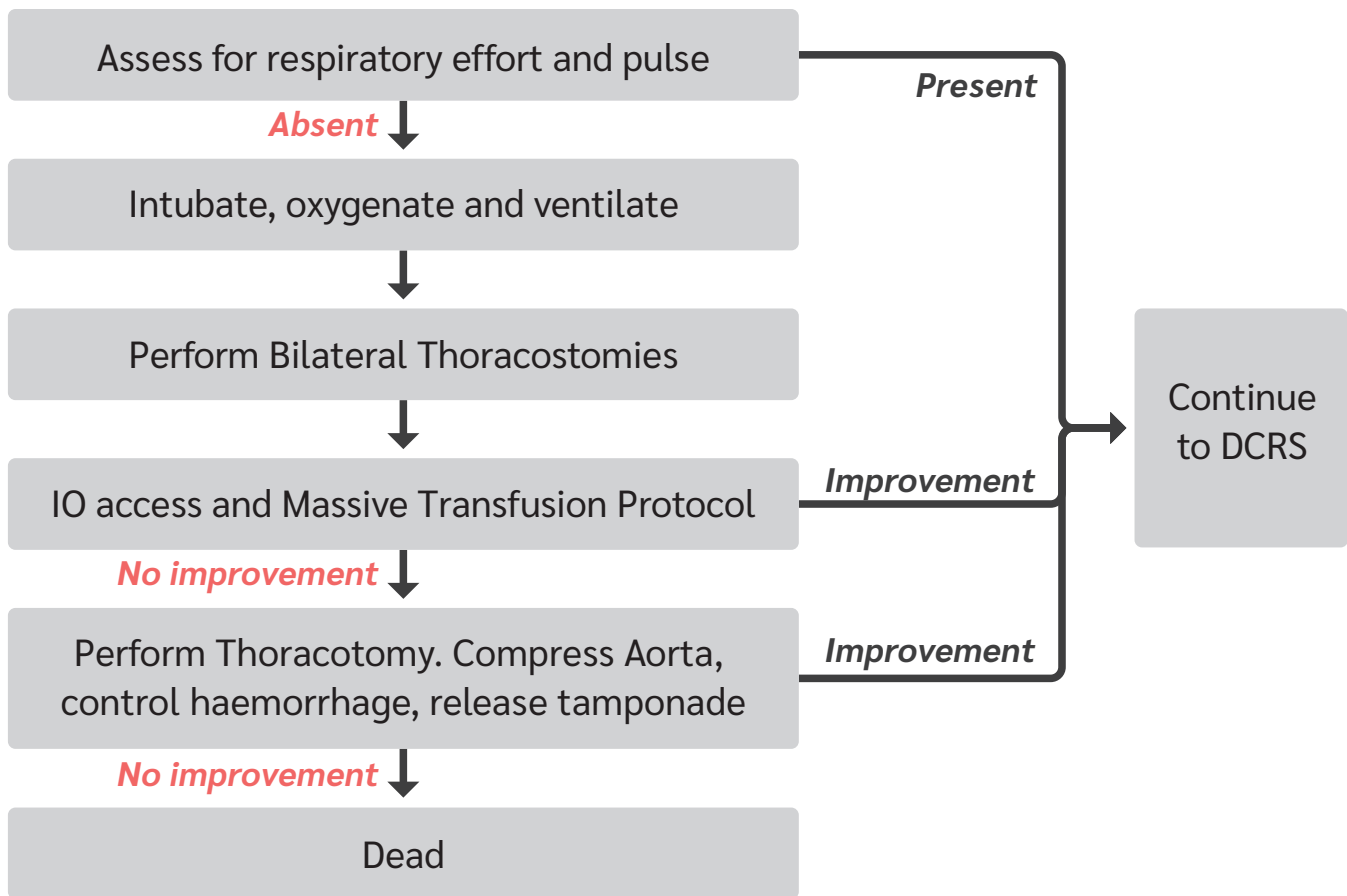 Assess for respiratory effort and pulse
Present
Absent
Intubate, oxygenate and ventilate
Perform Bilateral Thoracostomies
Continue
to DCRS
IO access and Massive Transfusion Protocol
Improvement
No improvement
Perform Thoracotomy. Compress Aorta,
control haemorrhage, release tamponade
Improvement
No improvement
Dead